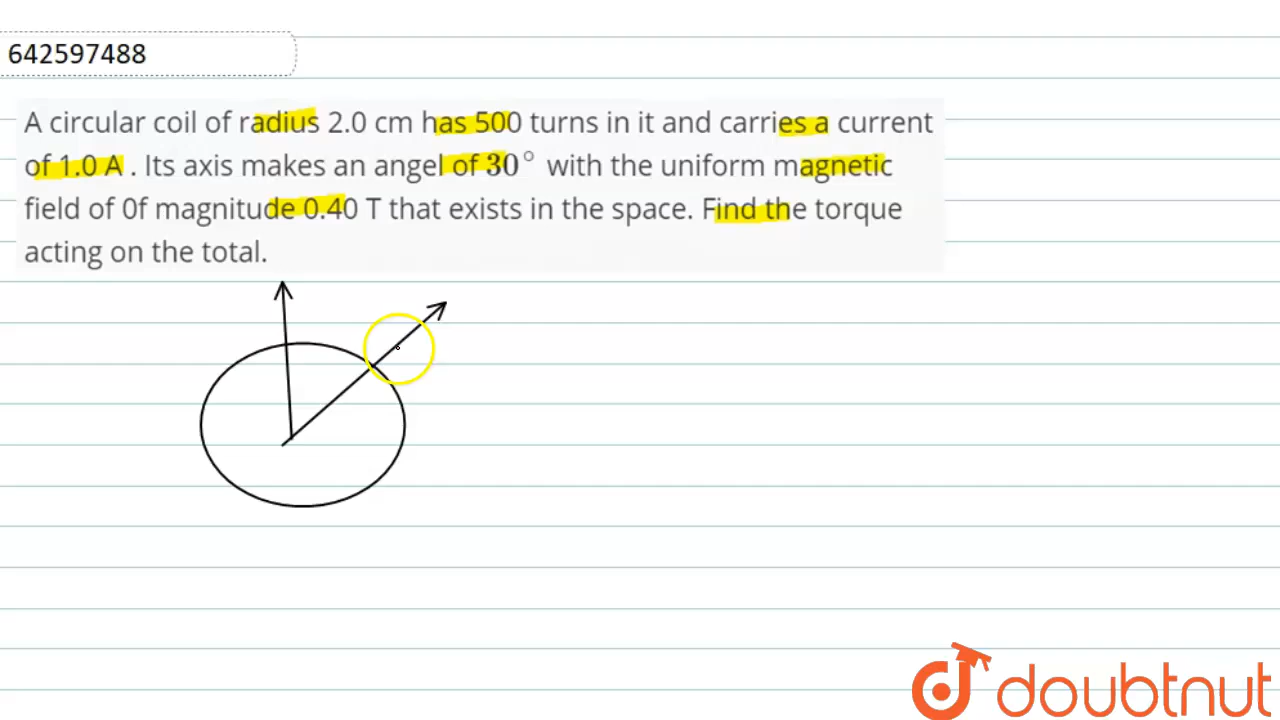 642597488
A circular coil of radius 2.0 cm has 500 turns in it and carries a current
of 1.0 A . Its axis makes an angel of 30° with the uniform magnetic
field of 0f magnitude 0.40 T that exists in the space. Find the torque
acting on the total.
doubtnut